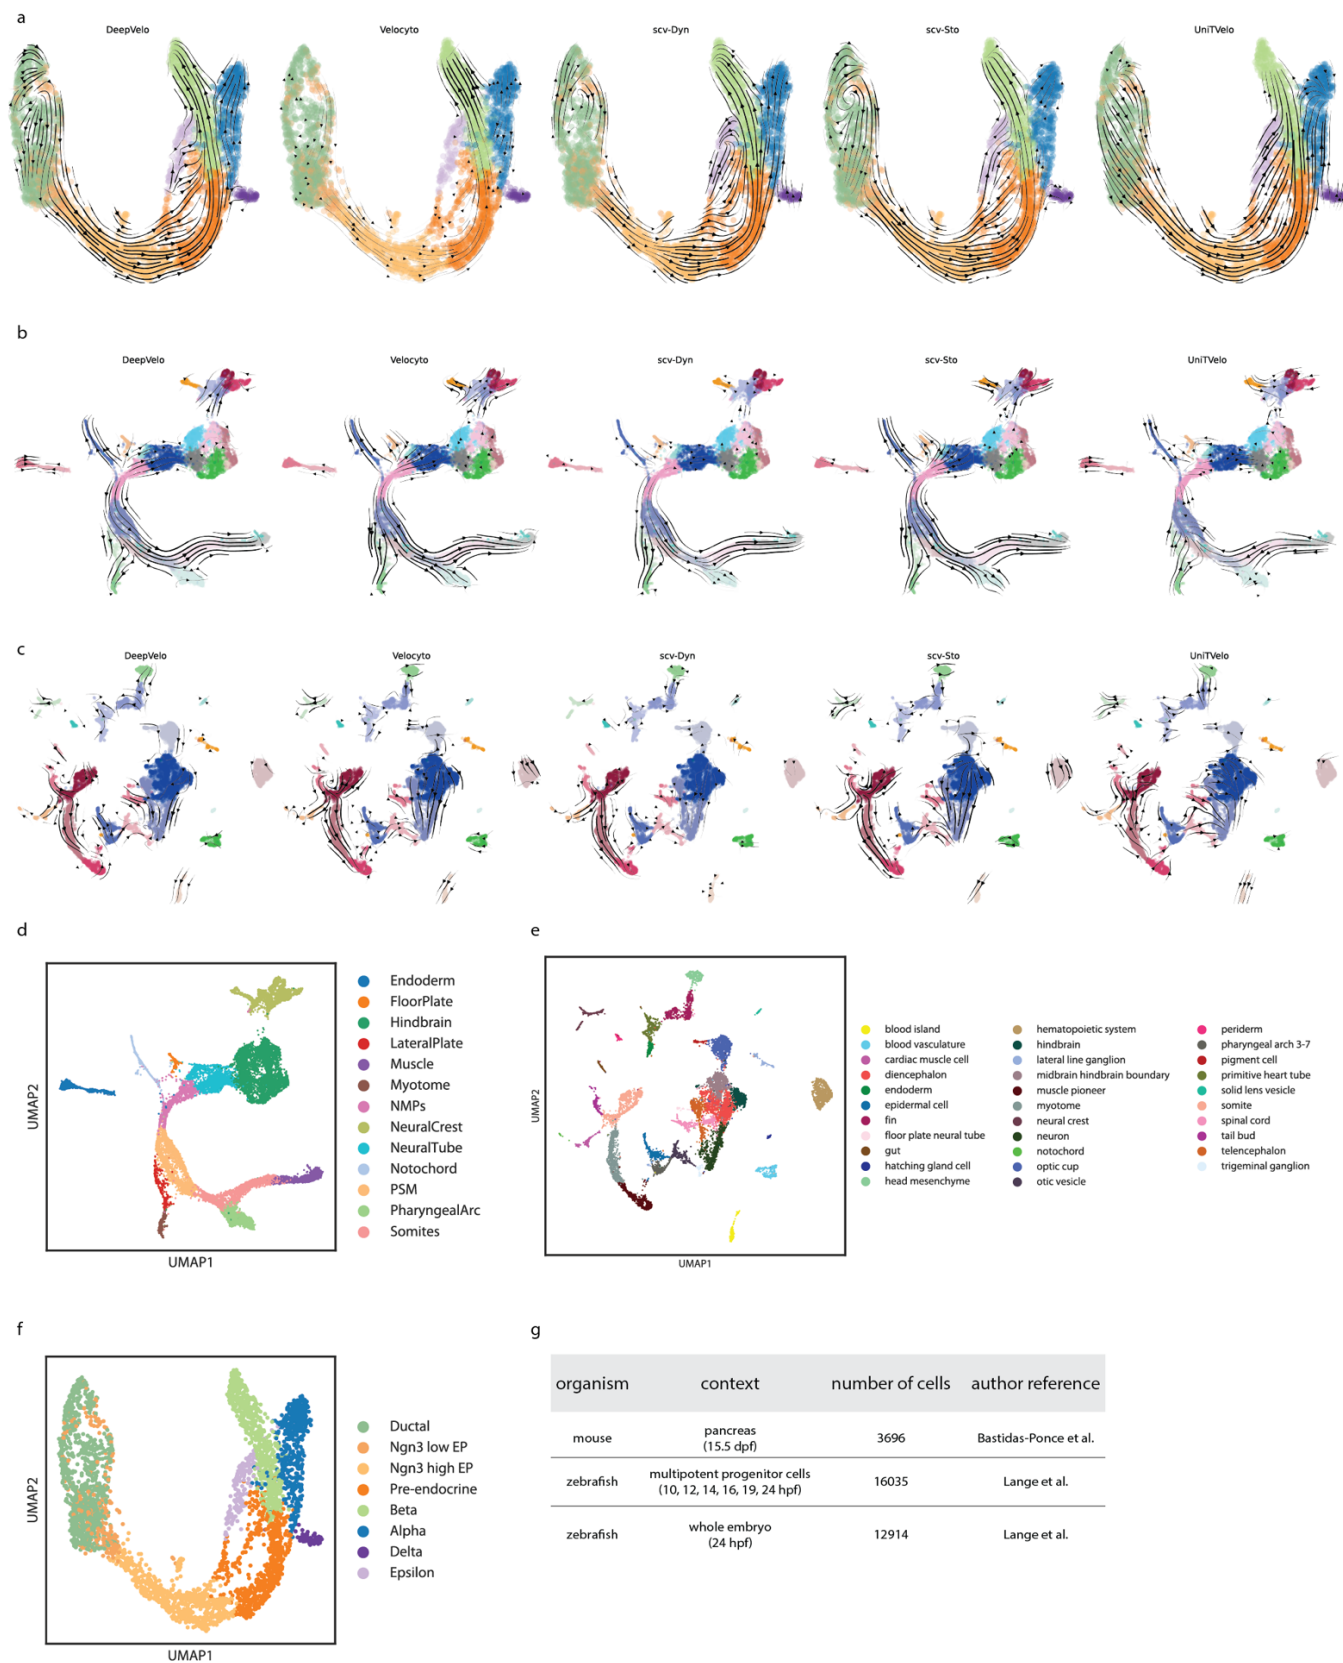 a
DeepVelo
Velocyto
scv-Dyn
scv-Sto
UniTVelo
b
DeepVelo
Velocyto
scv-Dyn
scv-Sto
UniTVelo
c
DeepVelo
Velocyto
scv-Dyn
scv-Sto
UniTVelo
d
UMAP2
UMAP1
Endoderm
FloorPlate
Hindbrain
LateralPlate
Muscle
Myotome
NMPs
NeuralCrest
NeuralTube
Notochord
PSM
PharyngealArc
Somites
e
UMAP2
UMAP1
blood island
blood vasculature
cardiac muscle cell
diencephalon
endoderm
epidermal cell
fin
floor plate neural tube
gut
hatching gland cell
head mesenchyme
hematopoietic system
hindbrain
lateral line ganglion
midbrain hindbrain boundary
muscle pioneer
myotome
neural crest
neuron
notochord
optic cup
otic vesicle
periderm
pharyngeal arch 3-7
pigment cell
primitive heart tube
solid lens vesicle
somite
spinal cord
tail bud
telencephalon
trigeminal ganglion
f
UMAP2
UMAP1
Ductal
Ngn3 low EP
Ngn3 high EP
Pre-endocrine
Beta
Alpha
Delta
Epsilon
g
organism context number of cells author reference
mouse pancreas 3696 Bastidas-Ponce et al.
(15.5 dpf)
zebrafish multipotent progenitor cells 16035 Lange et al.
(10, 12, 14, 16, 19, 24 hpf)
zebrafish whole embryo 12914 Lange et al.
(24 hpf)